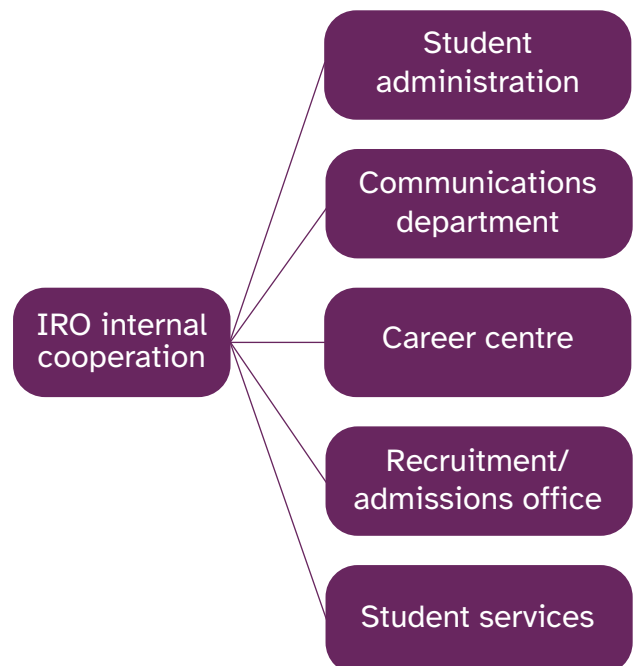 Student
administration
Communications
department
IRO internal
cooperation
Career centre
Recruitment/
admissions office
Student services